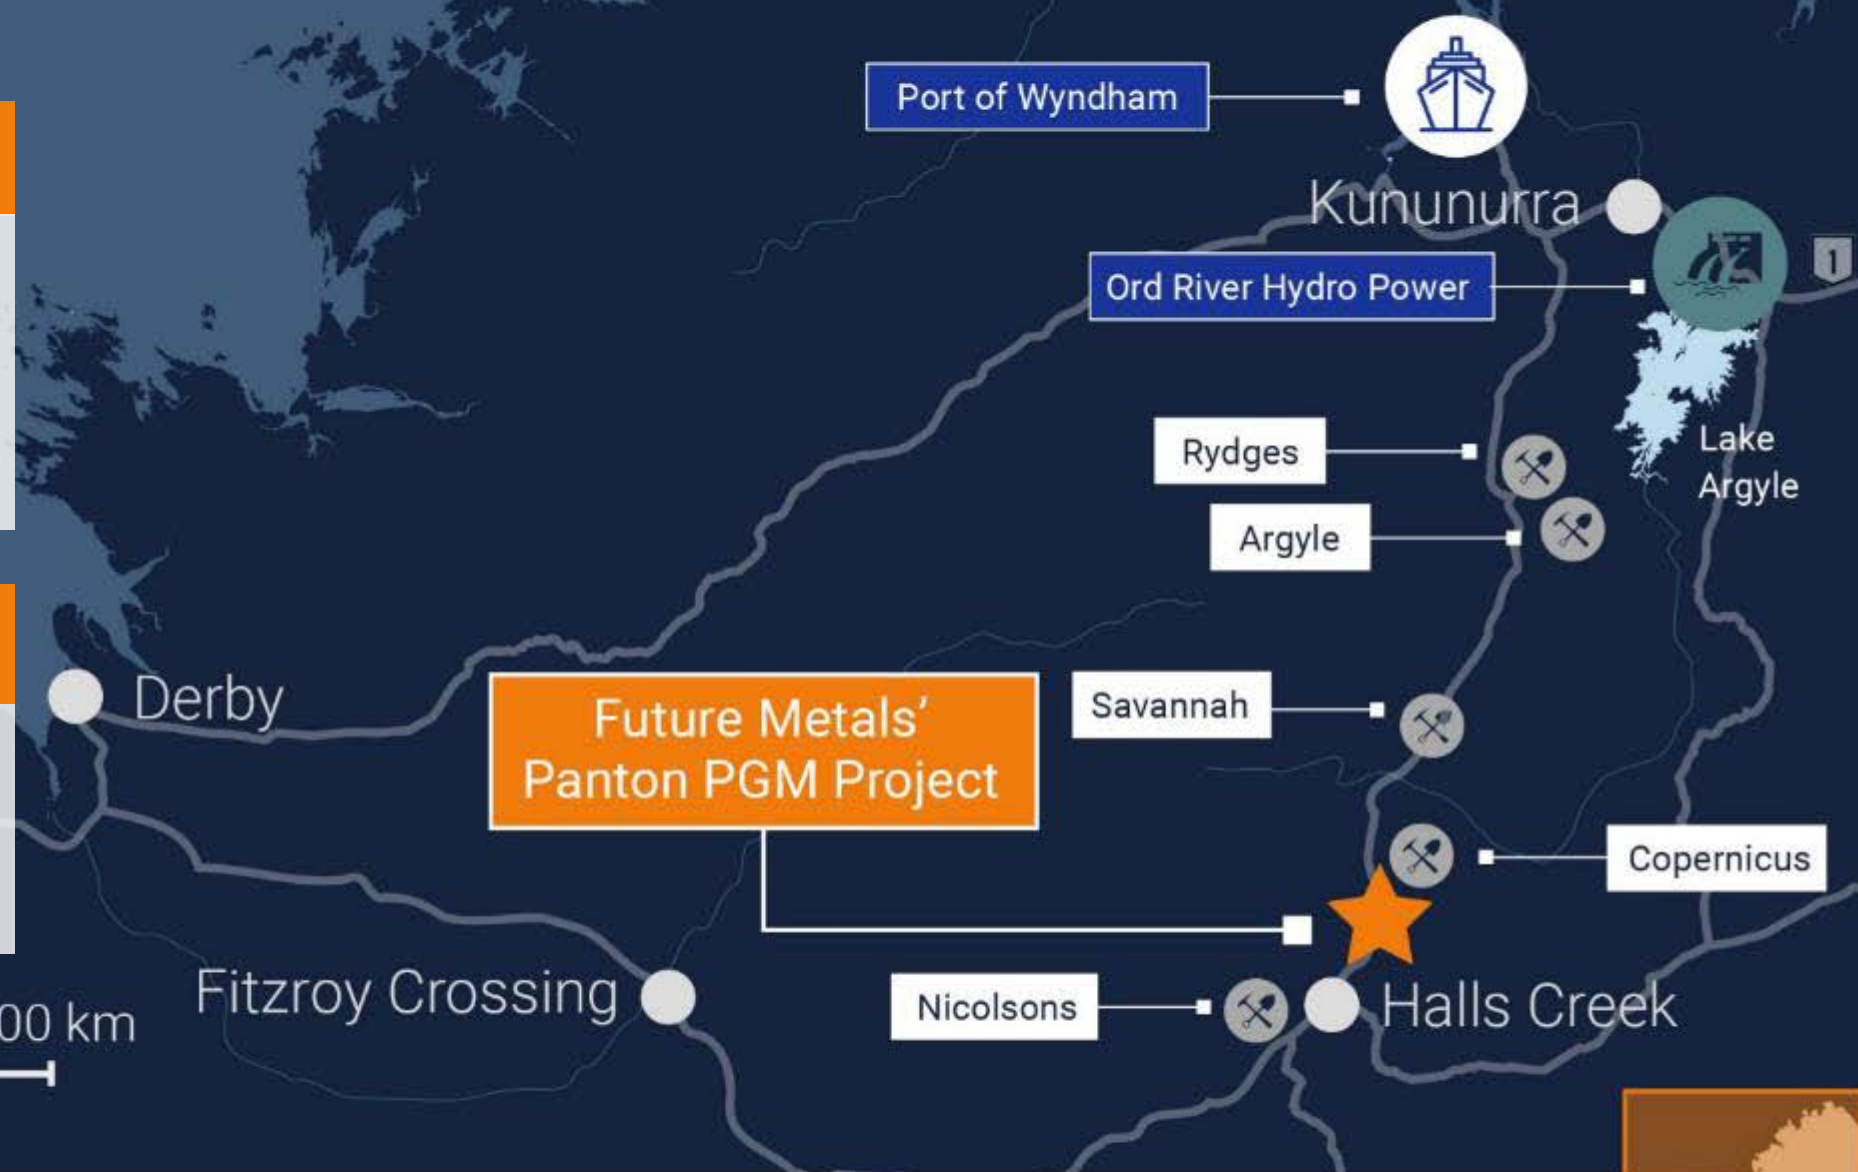 Port of Wyndham
Kununurra
Ord River Hydro Power
1
Rydges
Lake
Argyle
Argyle
Derby
Future Metals’
Panton PGM Project
Savannah
Copernicus
Fitzroy Crossing
Nicolsons
Halls Creek
00 km